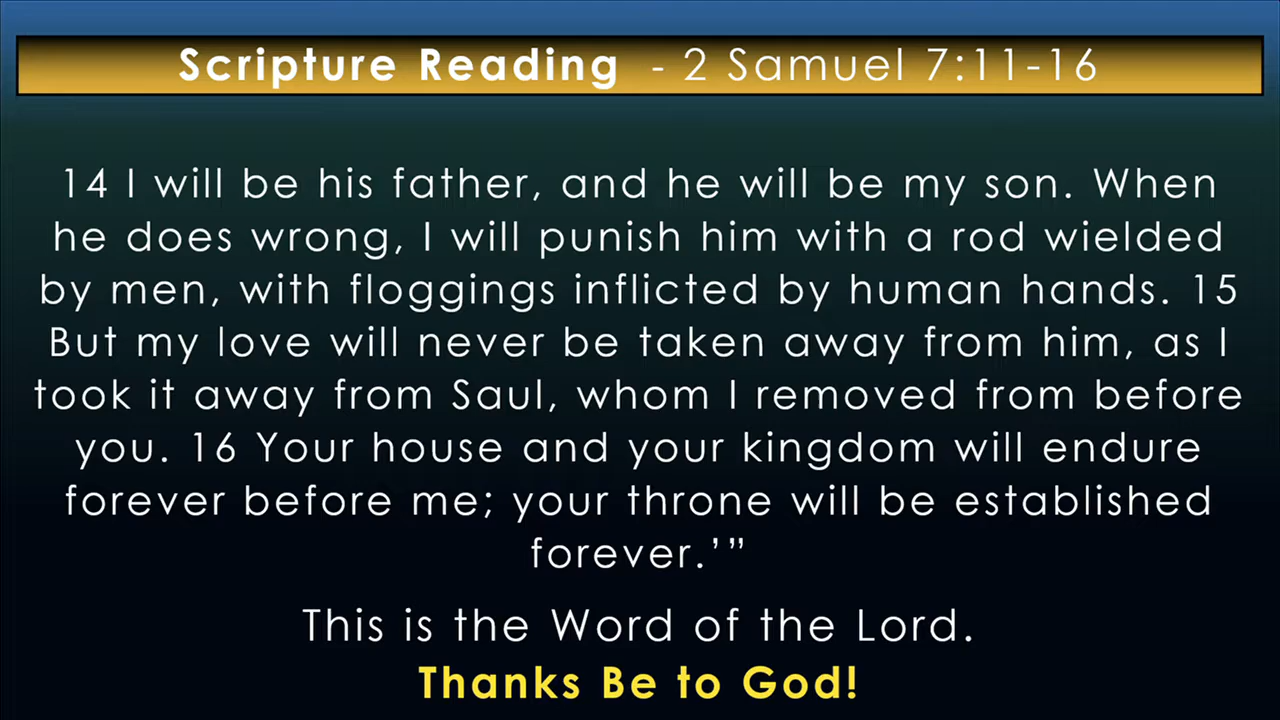 Scripture Reading - 2 Samuel 7:11-16
14 I will be his father, and he will be my son. When
he does wrong, I will punish him with a rod wielded
by men, with floggings inflicted by human hands. 15
But my love will never be taken away from him, as I
took it away from Saul, whom I removed from before
you. 16 Your house and your kingdom will endure
forever before me; your throne will be established
forever.’”
This is the Word of the Lord.
Thanks Be to God!